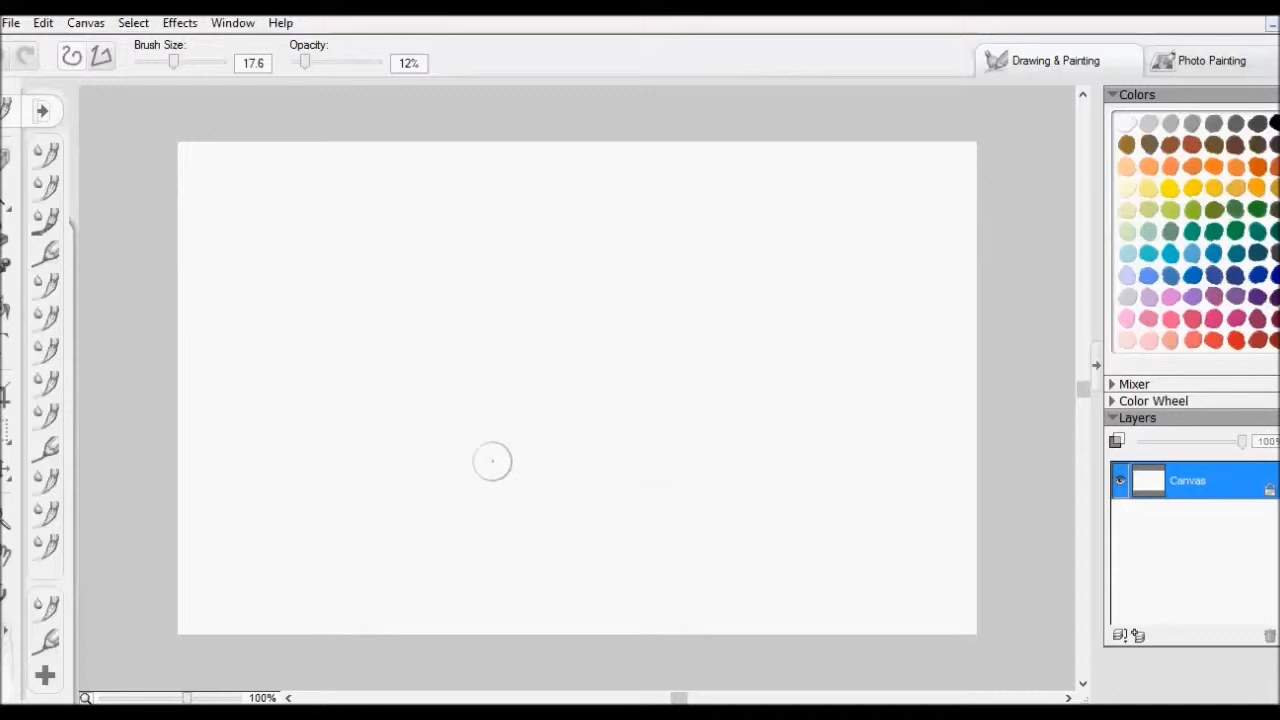 File Edit Canvas Select Effects Window Help
Brush Size: 17.6 Opacity: 12%
Drawing & Painting Photo Painting
Colors
Mixer
Color Wheel
Layers
100%
Canvas
100%